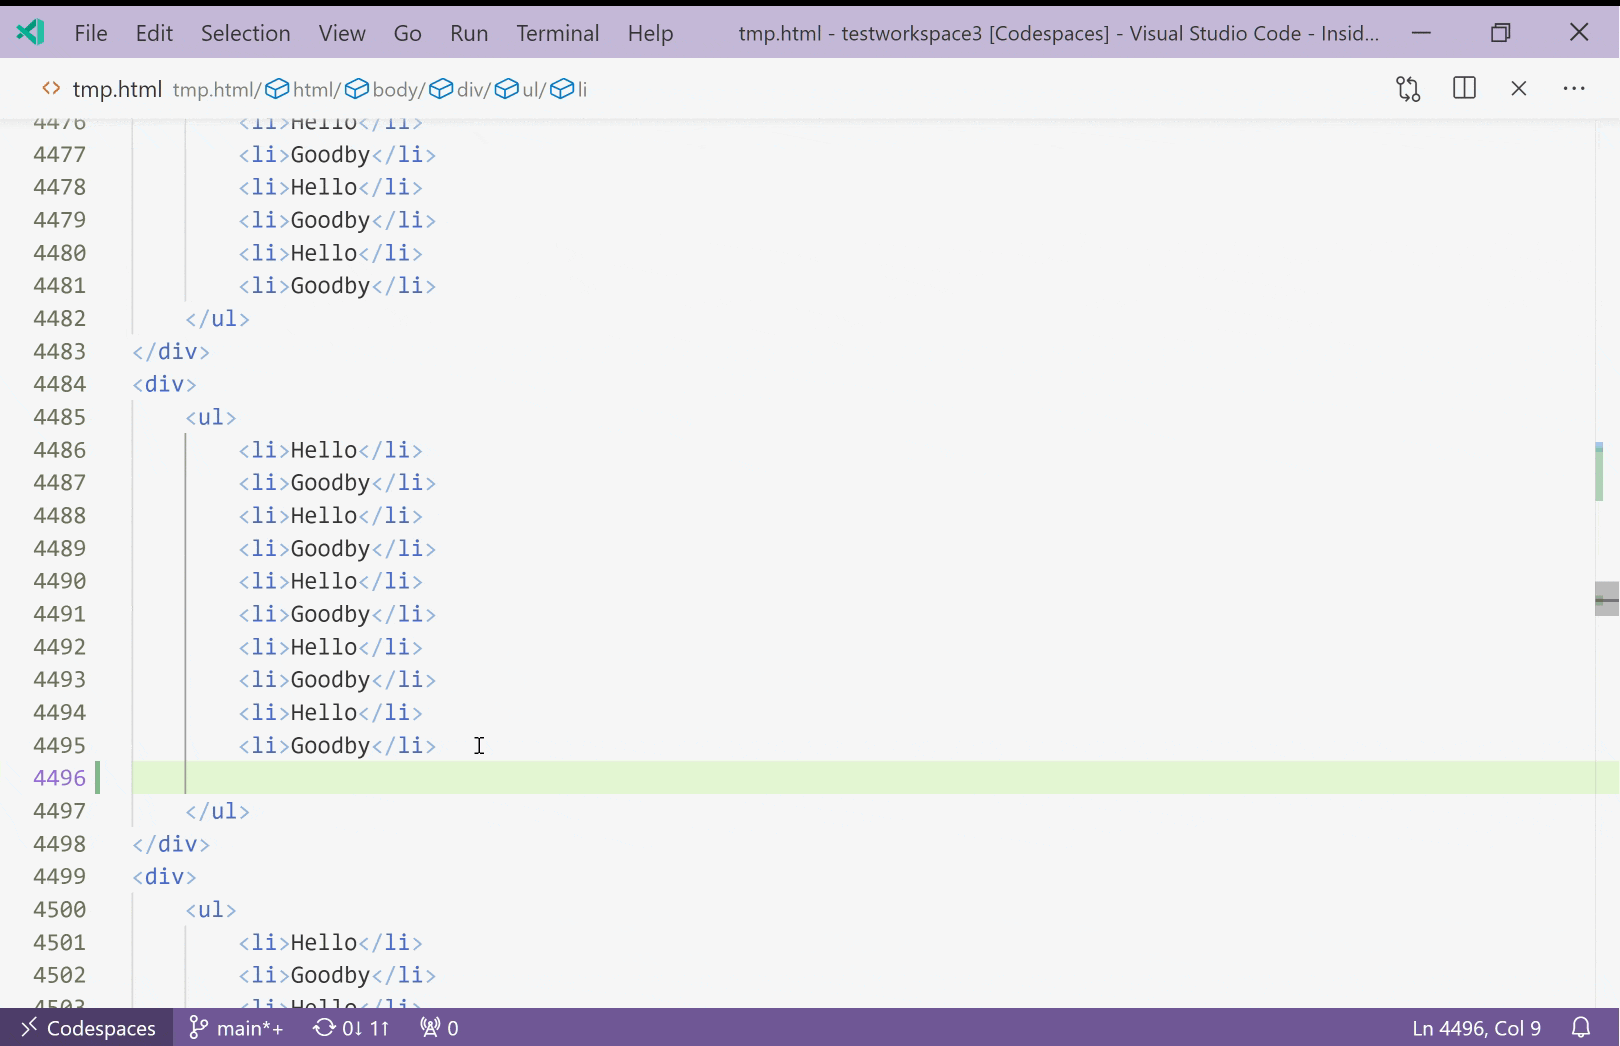 File Edit Selection View Go Run Terminal Help tmp.html - testworkspace3 [Codespaces] - Visual Studio Code - Insid...
tmp.html tmp.html/html/body/div/ul/li
4476 <li>Hello</li>
4477 <li>Goodby</li>
4478 <li>Hello</li>
4479 <li>Goodby</li>
4480 <li>Hello</li>
4481 <li>Goodby</li>
4482 </ul>
4483 </div>
4484 <div>
4485 <ul>
4486 <li>Hello</li>
4487 <li>Goodby</li>
4488 <li>Hello</li>
4489 <li>Goodby</li>
4490 <li>Hello</li>
4491 <li>Goodby</li>
4492 <li>Hello</li>
4493 <li>Goodby</li>
4494 <li>Hello</li>
4495 <li>Goodby</li>
4496
4497 </ul>
4498 </div>
4499 <div>
4500 <ul>
4501 <li>Hello</li>
4502 <li>Goodby</li>
4503 <li>Hello</li>
Codespaces main*+ 0↓ 1↑ 0 Ln 4496, Col 9